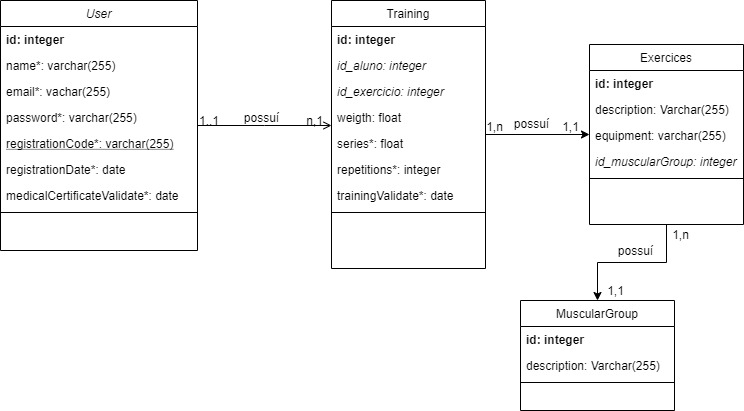 User
id: integer
name*: varchar(255)
email*: vachar(255)
password*: varchar(255)
registrationCode*: varchar(255)
registrationDate*: date
medicalCertificateValidate*: date
1..1
possuí
n,1
Training
id: integer
id_aluno: integer
id_exercicio: integer
weigth: float
series*: float
repetitions*: integer
trainingValidate*: date
1,n
possuí
1,1
Exercices
id: integer
description: Varchar(255)
equipment: varchar(255)
id_muscularGroup: integer
1,n
possuí
1,1
MuscularGroup
id: integer
description: Varchar(255)